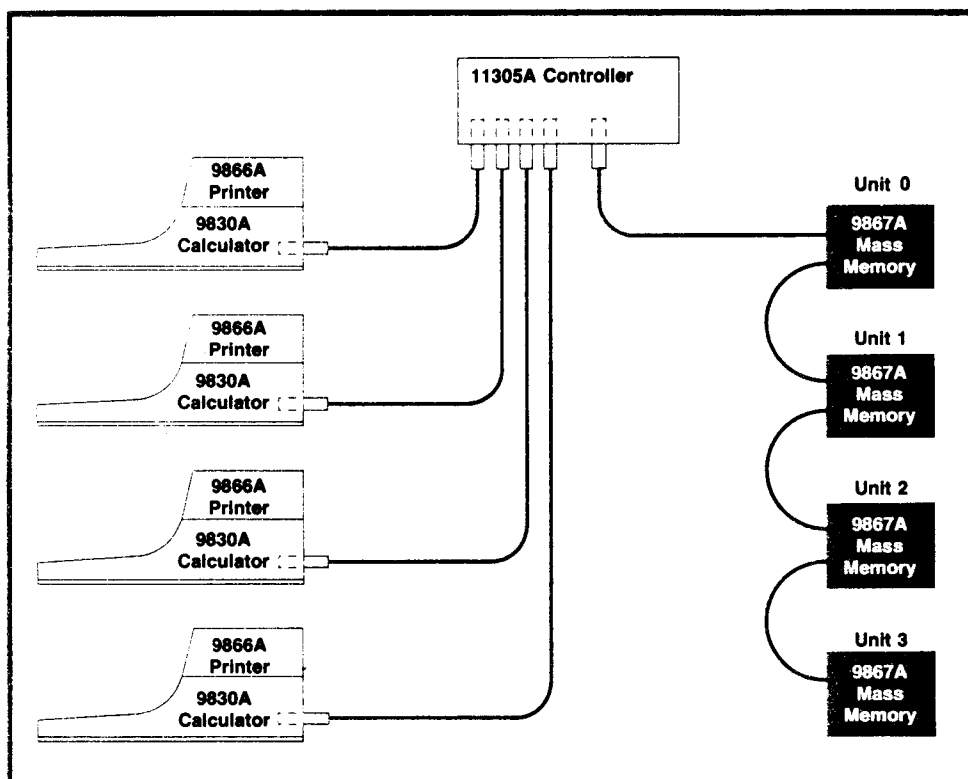 11305A Controller
9866A
Printer
9830A
Calculator
9866A
Printer
9830A
Calculator
9866A
Printer
9830A
Calculator
9866A
Printer
9830A
Calculator
Unit 0
9867A
Mass
Memory
Unit 1
9867A
Mass
Memory
Unit 2
9867A
Mass
Memory
Unit 3
9867A
Mass
Memory